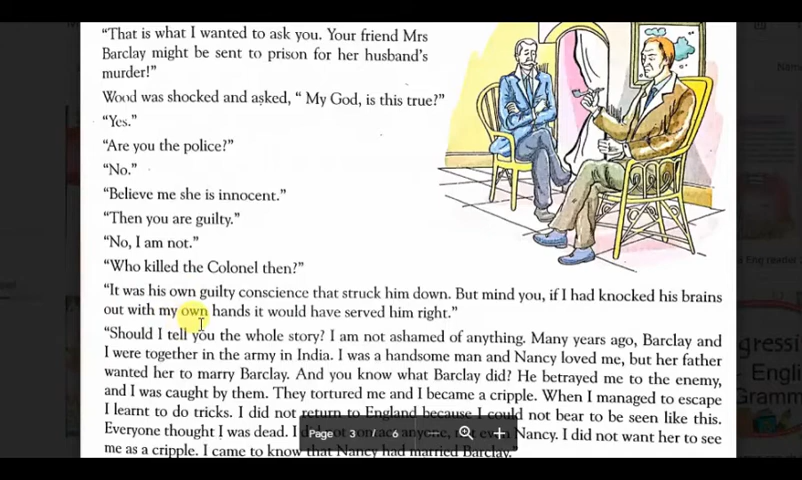 "That is what I wanted to ask you. Your friend Mrs
Barclay might be sent to prison for her husband's
murder!"
Wood was shocked and asked, " My God, is this true?"
"Yes."
"Are you the police?"
"No."
"Believe me she is innocent."
"Then you are guilty."
"No, I am not."
"Who killed the Colonel then?"
"It was his own guilty conscience that struck him down. But mind you, if I had knocked his brains
out with my own hands it would have served him right."
"Should I tell you the whole story? I am not ashamed of anything. Many years ago, Barclay and
I were together in the army in India. I was a handsome man and Nancy loved me, but her father
wanted her to marry Barclay. And you know what Barclay did? He betrayed me to the enemy,
and I was caught by them. They tortured me and I became a cripple. When I managed to escape
I learnt to do tricks. I did not return to England because I could not bear to be seen like this.
Everyone thought I was dead. I Nancy. I did not want her to see
me as a cripple. I came to know that Nancy had married Barclay."
Page 3 / 6
Eng reader
gressi
Engli
Gramm